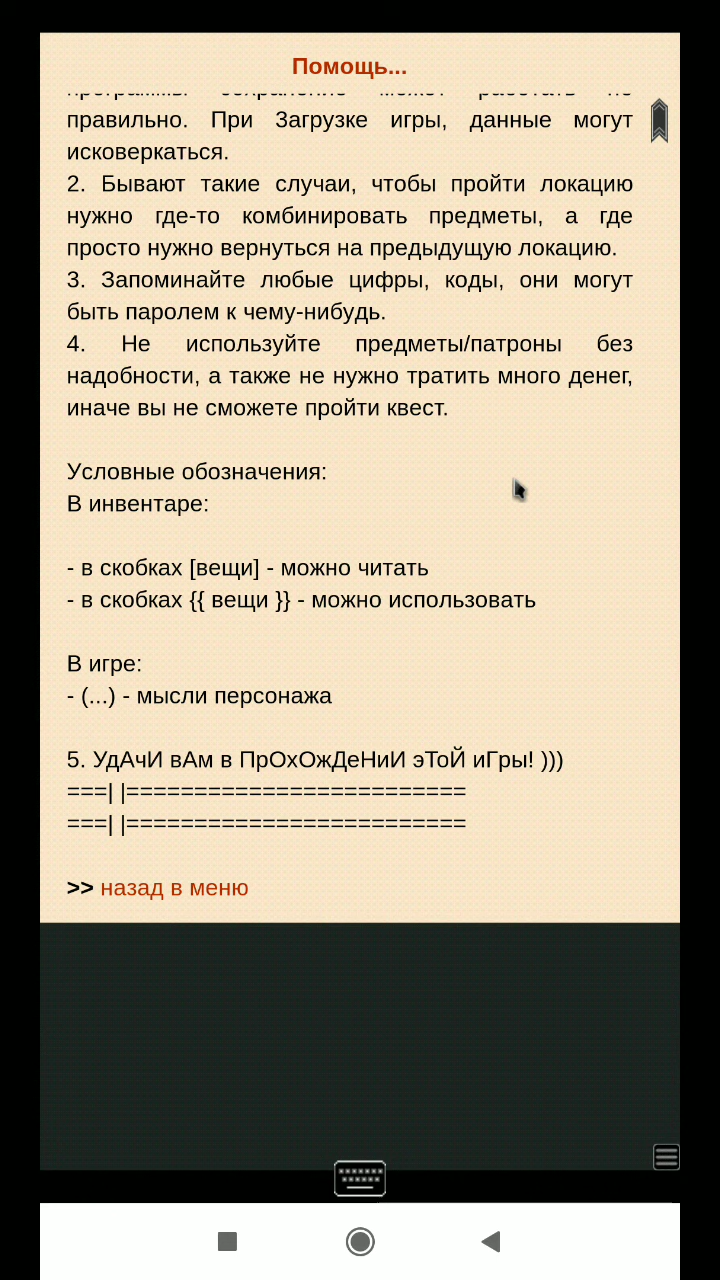 Помощь...
правильно. При Загрузке игры, данные могут
исковеркаться.
2. Бывают такие случаи, чтобы пройти локацию
нужно где-то комбинировать предметы, а где
просто нужно вернуться на предыдущую локацию.
3. Запоминайте любые цифры, коды, они могут
быть паролем к чему-нибудь.
4. Не используйте предметы/патроны без
надобности, а также не нужно тратить много денег,
иначе вы не сможете пройти квест.
Условные обозначения:
В инвентаре:
- в скобках [вещи] - можно читать
- в скобках {{ вещи }} - можно использовать
В игре:
- (...) - мысли персонажа
5. УдАчИ вАм в ПрОхОжДеНиИ эТоЙ иГры! )))
===| |=========================
===| |=========================
>> назад в меню